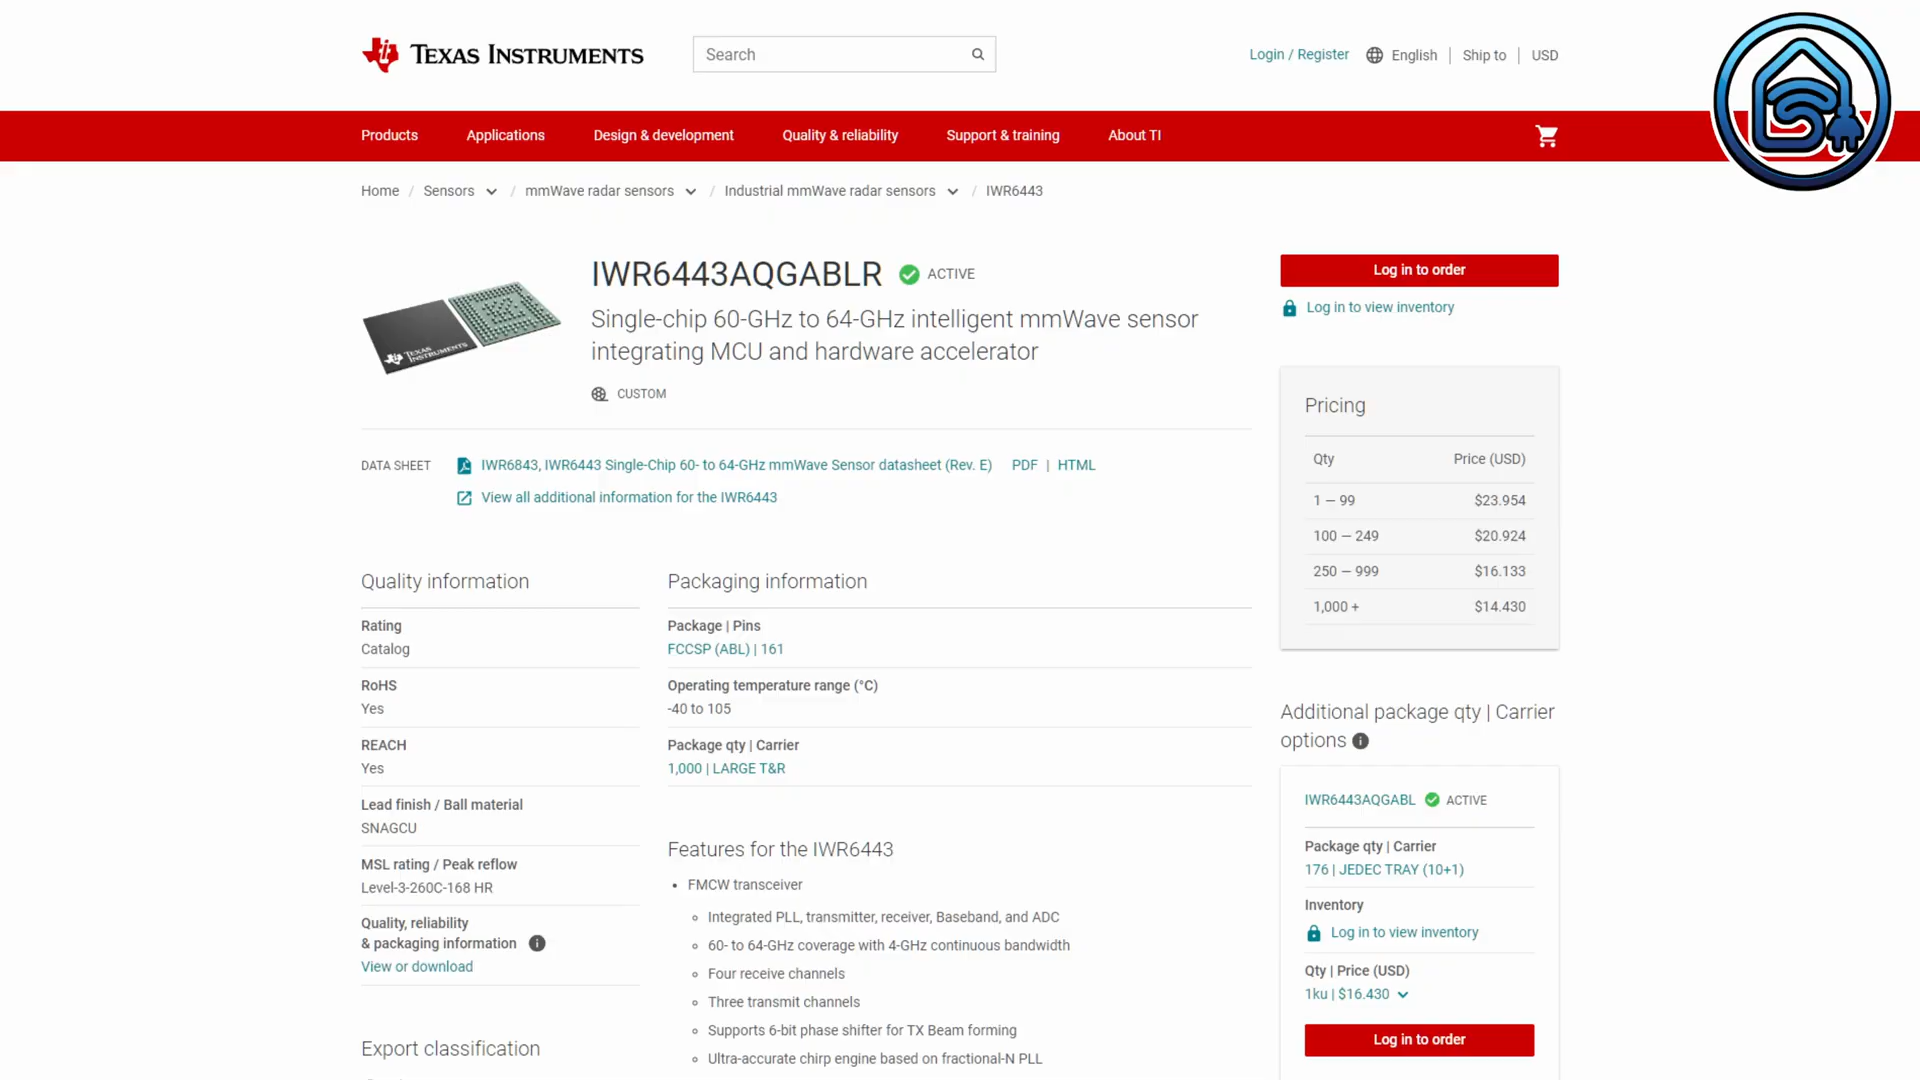 TEXAS INSTRUMENTS
Search
Login / Register
English
Ship to
USD
Products
Applications
Design & development
Quality & reliability
Support & training
About TI
Home / Sensors / mmWave radar sensors / Industrial mmWave radar sensors / IWR6443
TEXAS INSTRUMENTS
IWR6443AQGABLR
ACTIVE
Single-chip 60-GHz to 64-GHz intelligent mmWave sensor
integrating MCU and hardware accelerator
CUSTOM
DATA SHEET
IWR6843, IWR6443 Single-Chip 60- to 64-GHz mmWave Sensor datasheet (Rev. E)
PDF | HTML
View all additional information for the IWR6443
Log in to order
Log in to view inventory
Pricing
Qty Price (USD)
1 — 99 $23.954
100 — 249 $20.924
250 — 999 $16.133
1,000 + $14.430
Quality information
Rating
Catalog
RoHS
Yes
REACH
Yes
Lead finish / Ball material
SNAGCU
MSL rating / Peak reflow
Level-3-260C-168 HR
Quality, reliability
& packaging information
View or download
Export classification
Packaging information
Package | Pins
FCCSP (ABL) | 161
Operating temperature range (°C)
-40 to 105
Package qty | Carrier
1,000 | LARGE T&R
Features for the IWR6443
• FMCW transceiver
Integrated PLL, transmitter, receiver, Baseband, and ADC
60- to 64-GHz coverage with 4-GHz continuous bandwidth
Four receive channels
Three transmit channels
Supports 6-bit phase shifter for TX Beam forming
Ultra-accurate chirp engine based on fractional-N PLL
Additional package qty | Carrier
options
IWR6443AQGABL
ACTIVE
Package qty | Carrier
176 | JEDEC TRAY (10+1)
Inventory
Log in to view inventory
Qty | Price (USD)
1ku | $16.430
Log in to order